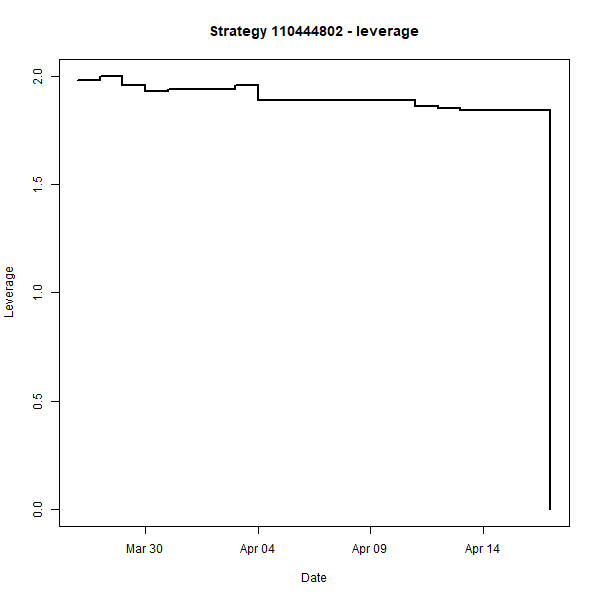 Strategy 110444802 - leverage
2.0
1.5
1.0
0.5
0.0
Leverage
Mar 30
Apr 04
Apr 09
Apr 14
Date